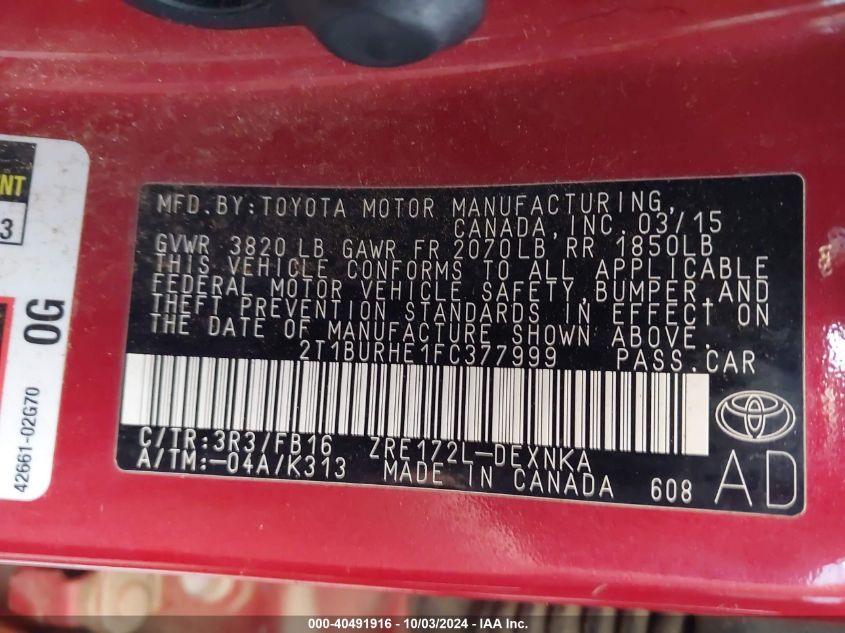 NT
3
0G
42661-02G70
MFD.BY:TOYOTA MOTOR MANUFACTURING,
CANADA, INC. 03/15
GVWR 3820 LB GAWR FR 2070LB RR 1850LB
THIS VEHICLE CONFORMS TO ALL APPLICABLE
FEDERAL MOTOR VEHICLE SAFETY,BUMPER,AND
THEFT PREVENTION STANDARDS IN EFFECT ON
THE DATE OF MANUFACTURE SHOWN ABOVE.
2T1BURHE1FC377999 PASS.CAR
C/TR:3R3/FB16 ZRE172L-DEXNKA
A/TM:-04A/K313 MADE IN CANADA 608
AD
000-40491916 - 10/03/2024 - IAA Inc.